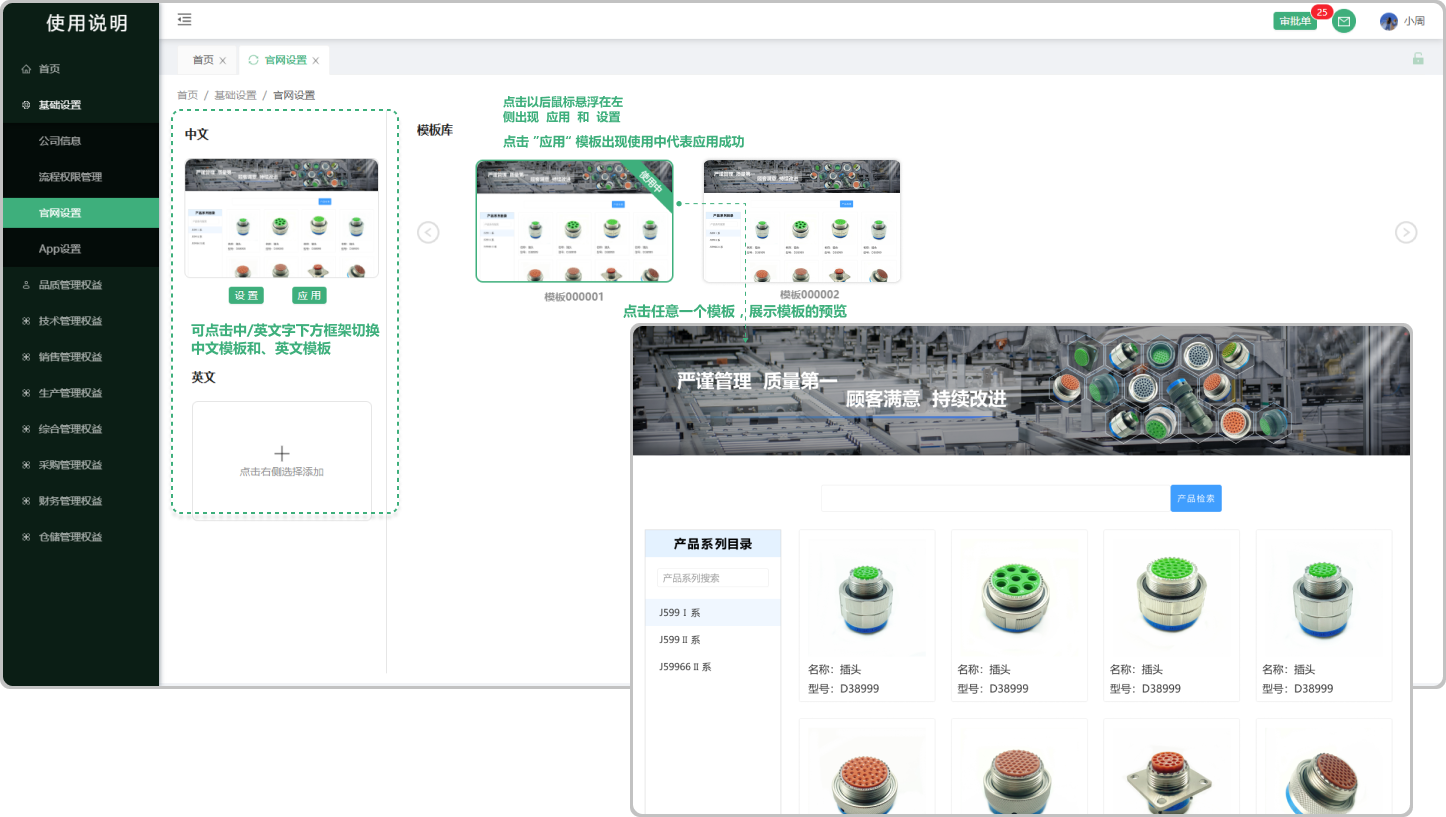 使用说明
首页
基础设置
公司信息
流程权限管理
官网设置
App设置
品质管理权益
技术管理权益
销售管理权益
生产管理权益
综合管理权益
采购管理权益
财务管理权益
仓储管理权益
审批单
25
小周
首页
官网设置
首页 / 基础设置 / 官网设置
中文
设 置
应 用
可点击中/英文字下方框架切换
中文模板和、英文模板
英文
点击右侧选择添加
模板库
点击以后鼠标悬浮在左
侧出现 应用 和 设置
点击 “应用” 模板出现使用中代表应用成功
使用中
模板000001
模板000002
点击任意一个模板，展示模板的预览
严谨管理 质量第一
顾客满意 持续改进
产品检索
产品系列目录
产品系列搜索
J599 I 系
J599 II 系
J59966 II 系
名称：插头
型号：D38999
名称：插头
型号：D38999
名称：插头
型号：D38999
名称：插头
型号：D38999